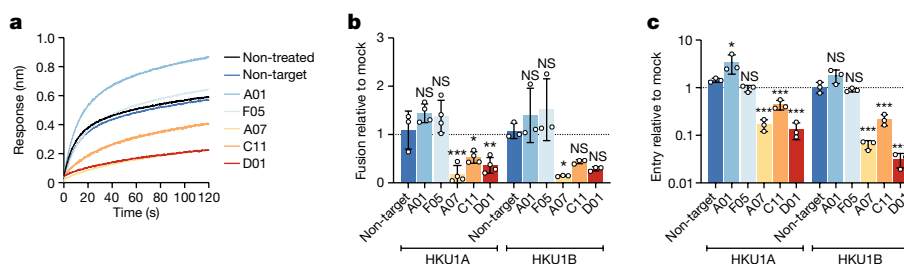 a
Response (nm)
1.0
0.8
0.6
0.4
0.2
0
0 20 40 60 80 100 120
Time (s)
Non-treated
Non-target
A01
F05
A07
C11
D01
b
Fusion relative to mock
3
2
1
0
NS NS *** * ** NS NS * NS NS
Non-target A01 F05 A07 C11 D01 Non-target A01 F05 A07 C11 D01
HKU1A HKU1B
c
Entry relative to mock
10
1
0.1
0.01
* NS *** *** *** NS NS *** *** ***
Non-target A01 F05 A07 C11 D01 Non-target A01 F05 A07 C11 D01
HKU1A HKU1B